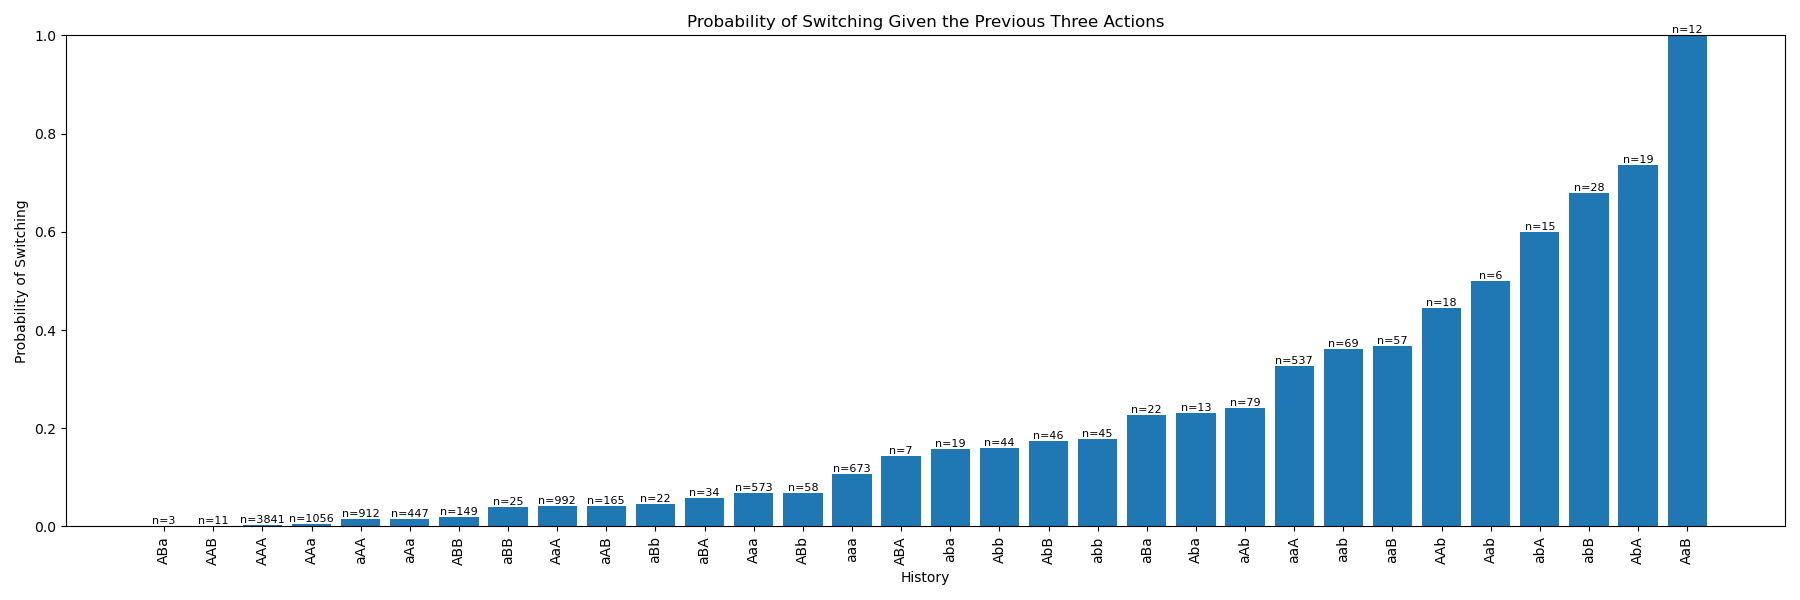 Probability of Switching Given the Previous Three Actions
Probability of Switching
1.0
0.8
0.6
0.4
0.2
0.0
n=3
n=11
n=3841
n=1056
n=912
n=447
n=149
n=25
n=992
n=165
n=22
n=34
n=573
n=58
n=673
n=7
n=19
n=44
n=46
n=45
n=22
n=13
n=79
n=537
n=69
n=57
n=18
n=6
n=15
n=28
n=19
n=12
ABa
AAB
AAA
AAa
aAA
aAa
ABB
aBB
AaA
aAB
aBb
aBA
Aaa
ABb
aaa
ABA
aba
Abb
AbB
abb
aBa
Aba
aAb
aaA
aab
aaB
AAb
Aab
abA
abB
AbA
AaB
History